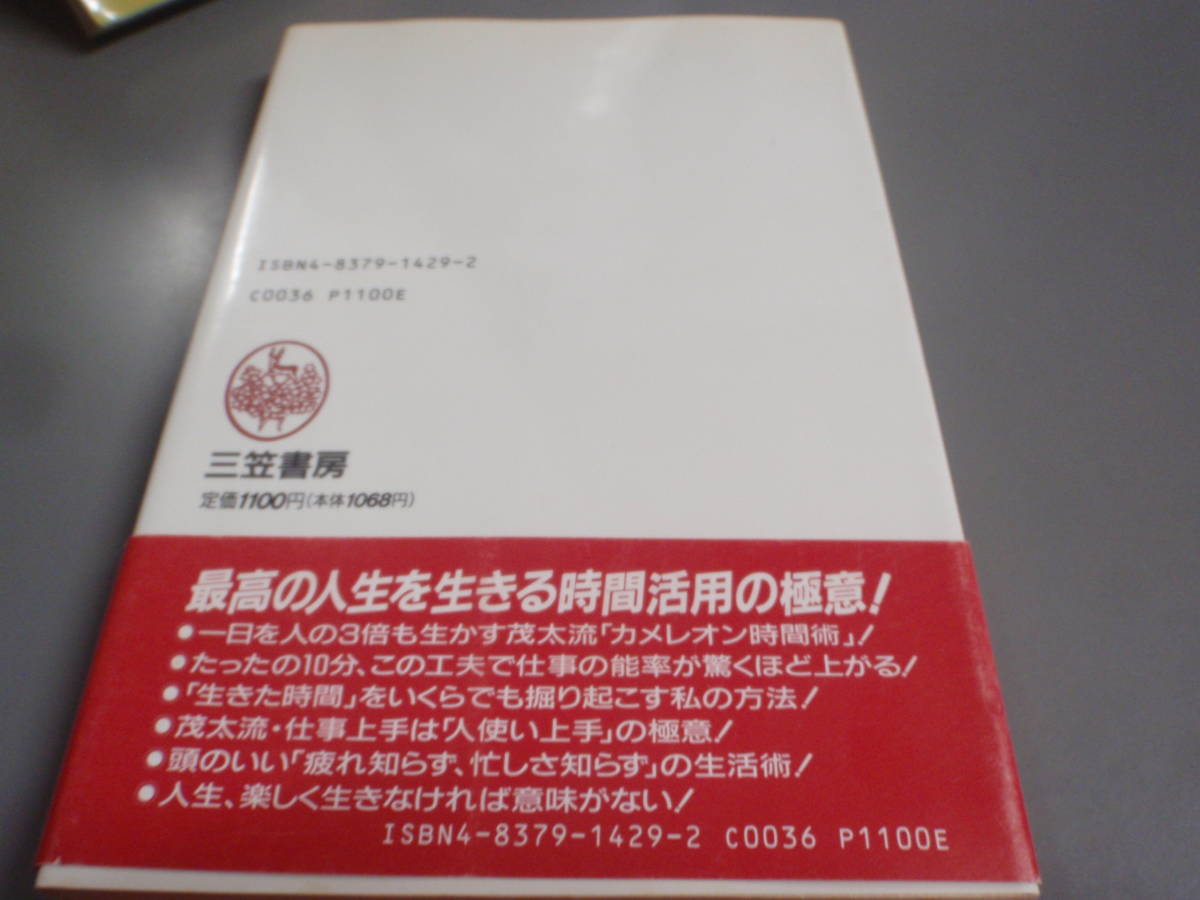 ISBN4-8379-1429-2
C0036 P1100E
三笠書房
定価1100円(本体1068円)
最高の人生を生きる時間活用の極意!
●一日を人の3倍も生かす茂太流「カメレオン時間術」!
●たったの10分、この工夫で仕事の能率が驚くほど上がる!
●「生きた時間」をいくらでも掘り起こす私の方法!
●茂太流・仕事上手は「人使い上手」の極意!
●頭のいい「疲れ知らず、忙しさ知らず」の生活術!
●人生、楽しく生きなければ意味がない!
ISBN4-8379-1429-2 C0036 P1100E